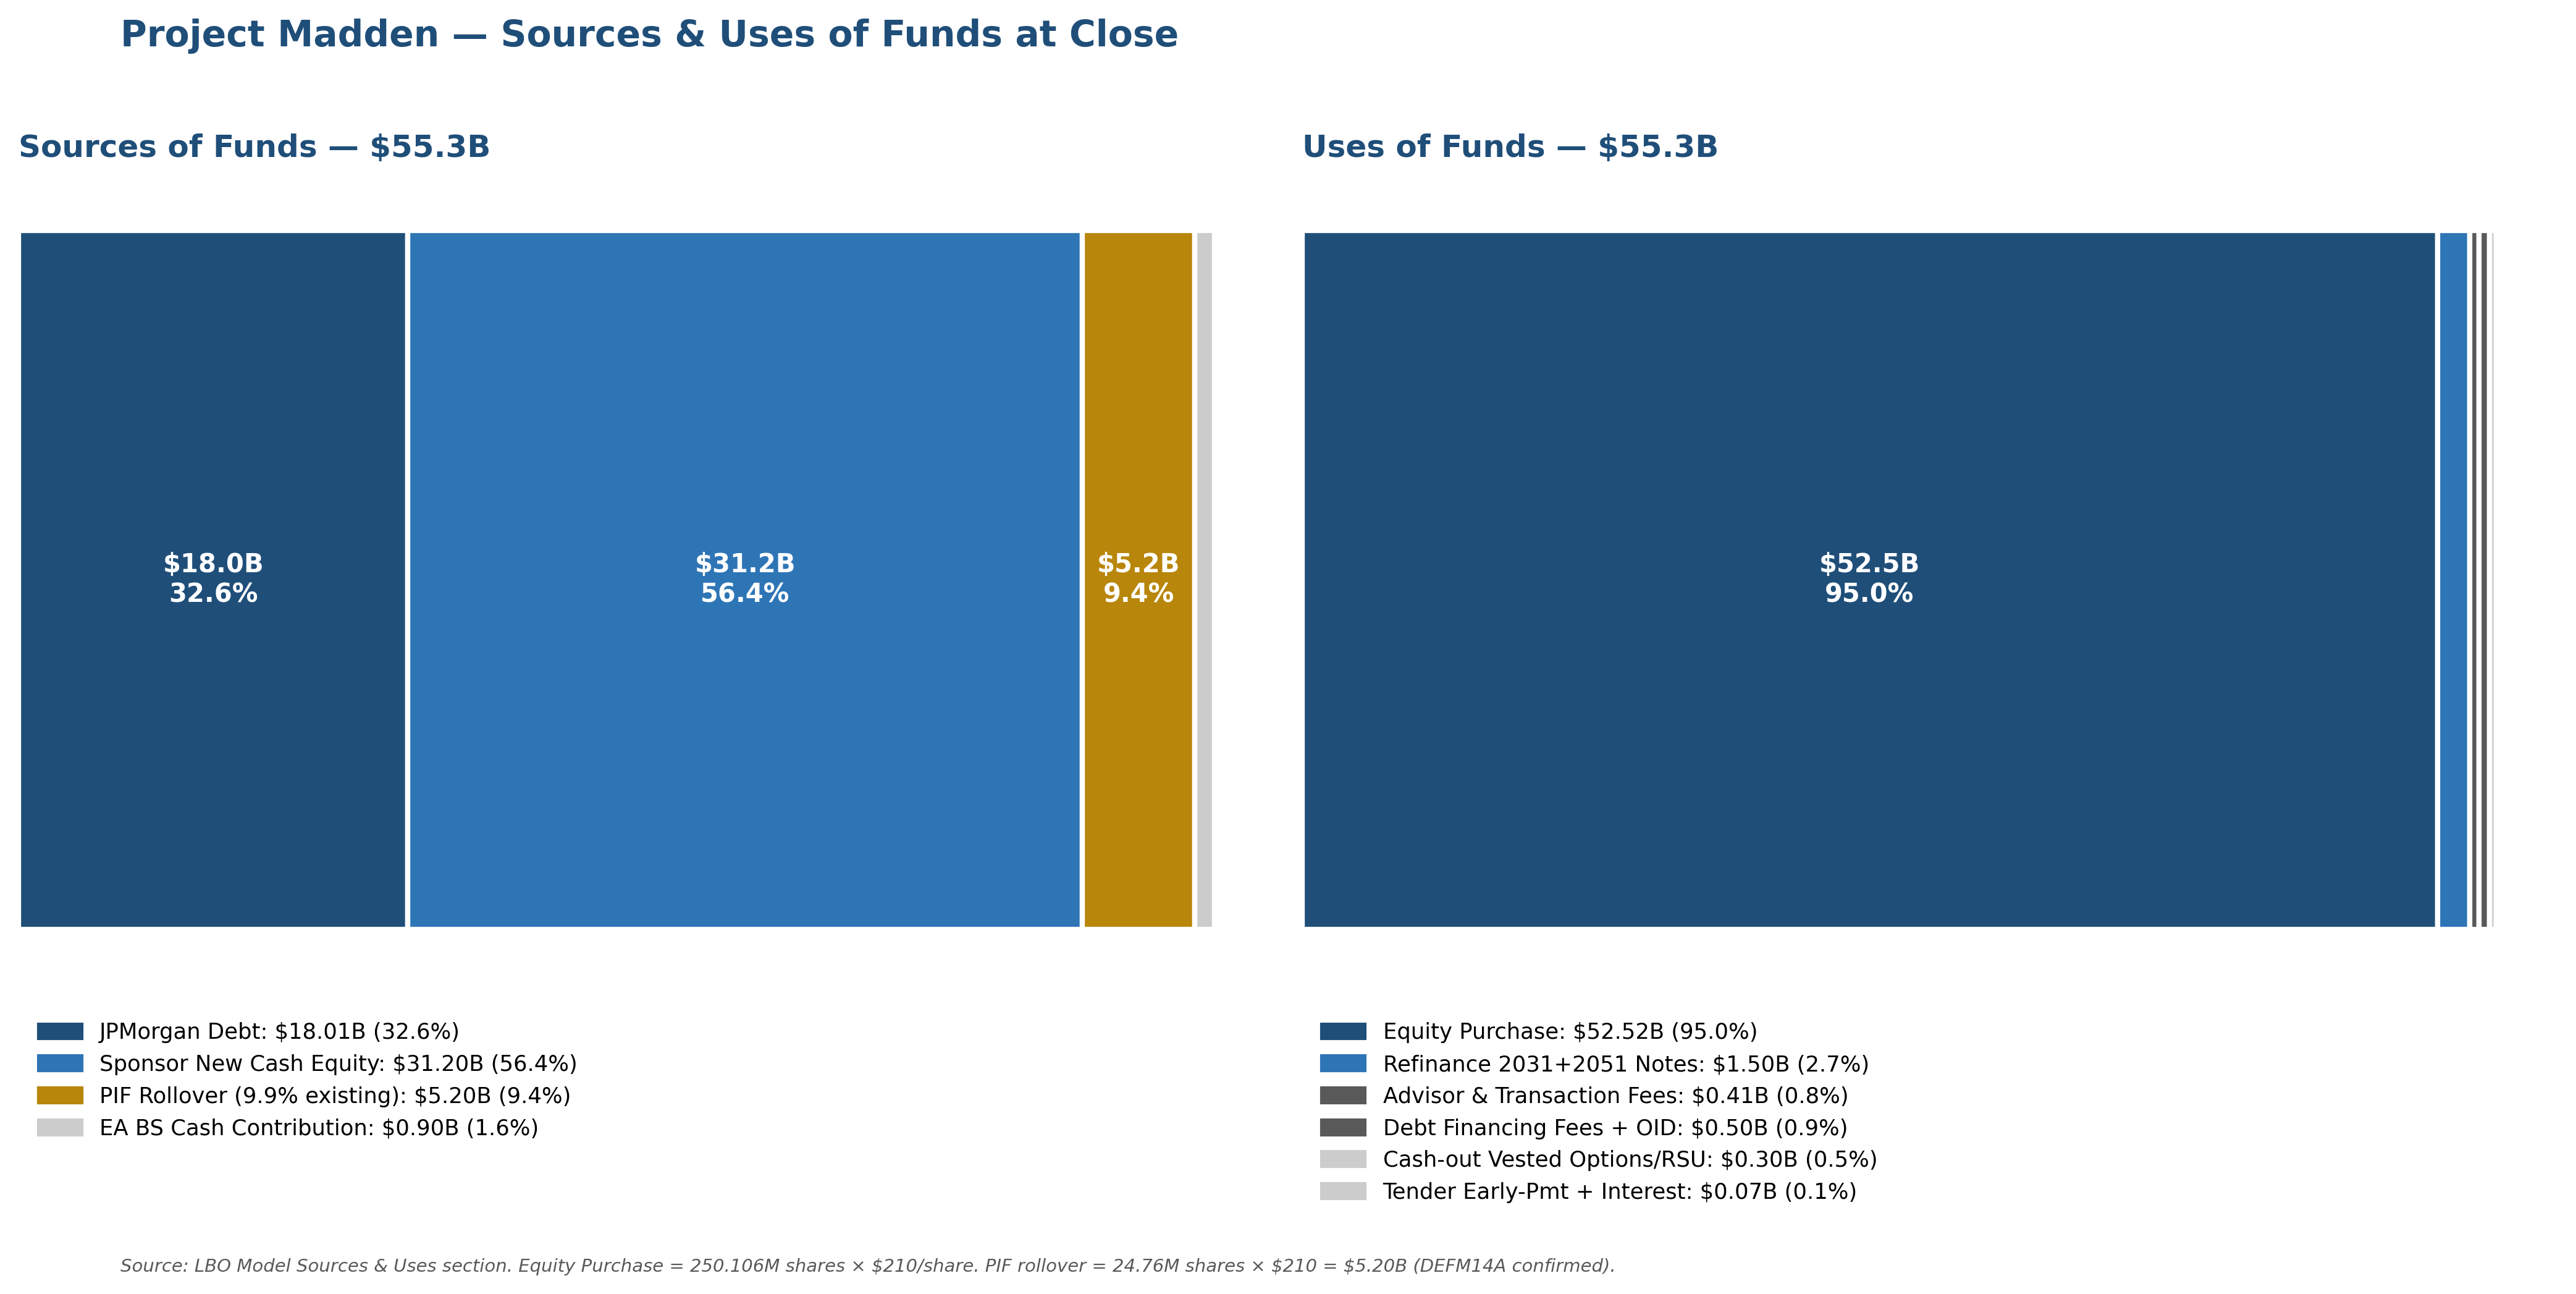 Project Madden — Sources & Uses of Funds at Close
Sources of Funds — $55.3B
$18.0B
32.6%
$31.2B
56.4%
$5.2B
9.4%
JPMorgan Debt: $18.01B (32.6%)
Sponsor New Cash Equity: $31.20B (56.4%)
PIF Rollover (9.9% existing): $5.20B (9.4%)
EA BS Cash Contribution: $0.90B (1.6%)
Uses of Funds — $55.3B
$52.5B
95.0%
Equity Purchase: $52.52B (95.0%)
Refinance 2031+2051 Notes: $1.50B (2.7%)
Advisor & Transaction Fees: $0.41B (0.8%)
Debt Financing Fees + OID: $0.50B (0.9%)
Cash-out Vested Options/RSU: $0.30B (0.5%)
Tender Early-Pmt + Interest: $0.07B (0.1%)
Source: LBO Model Sources & Uses section. Equity Purchase = 250.106M shares × $210/share. PIF rollover = 24.76M shares × $210 = $5.20B (DEFM14A confirmed).